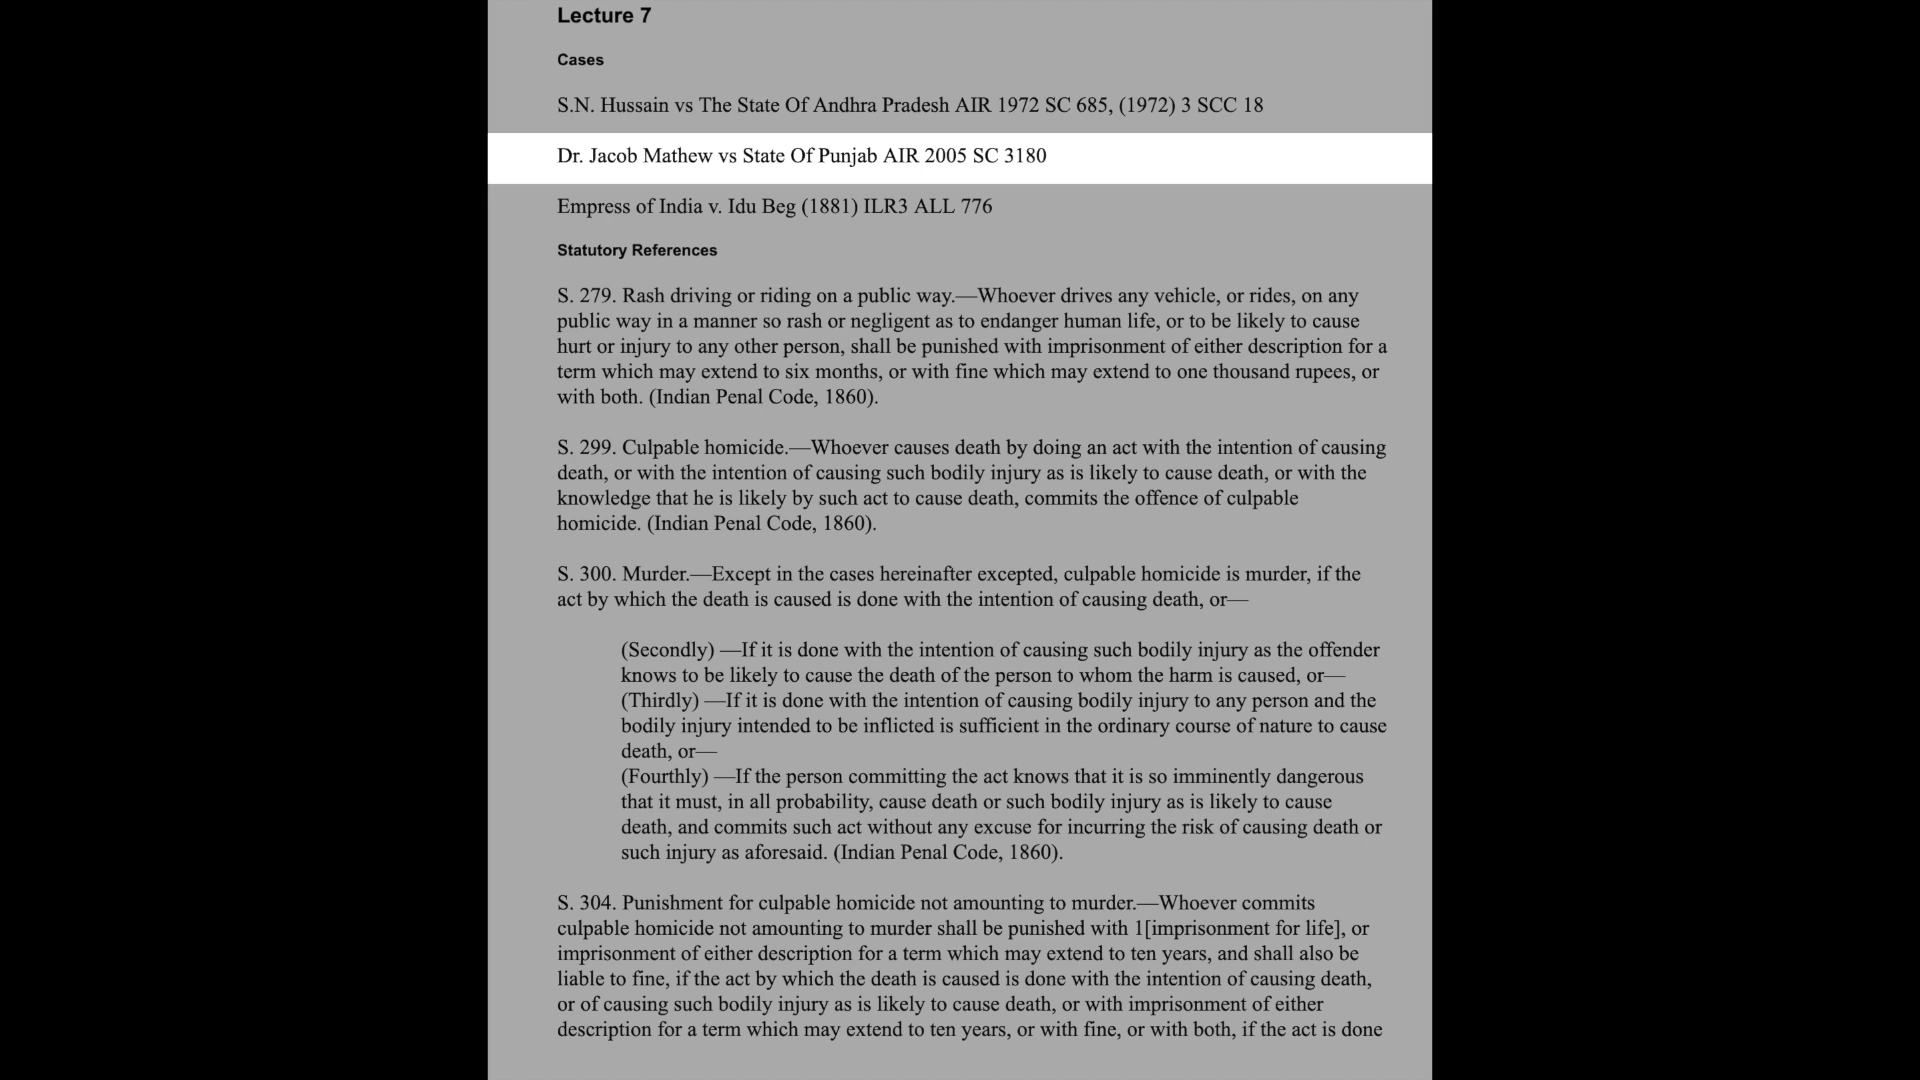 Lecture 7
Cases
S.N. Hussain vs The State Of Andhra Pradesh AIR 1972 SC 685, (1972) 3 SCC 18
Dr. Jacob Mathew vs State Of Punjab AIR 2005 SC 3180
Empress of India v. Idu Beg (1881) ILR3 ALL 776
Statutory References
S. 279. Rash driving or riding on a public way.—Whoever drives any vehicle, or rides, on any
public way in a manner so rash or negligent as to endanger human life, or to be likely to cause
hurt or injury to any other person, shall be punished with imprisonment of either description for a
term which may extend to six months, or with fine which may extend to one thousand rupees, or
with both. (Indian Penal Code, 1860).
S. 299. Culpable homicide.—Whoever causes death by doing an act with the intention of causing
death, or with the intention of causing such bodily injury as is likely to cause death, or with the
knowledge that he is likely by such act to cause death, commits the offence of culpable
homicide. (Indian Penal Code, 1860).
S. 300. Murder.—Except in the cases hereinafter excepted, culpable homicide is murder, if the
act by which the death is caused is done with the intention of causing death, or—
(Secondly) —If it is done with the intention of causing such bodily injury as the offender
knows to be likely to cause the death of the person to whom the harm is caused, or—
(Thirdly) —If it is done with the intention of causing bodily injury to any person and the
bodily injury intended to be inflicted is sufficient in the ordinary course of nature to cause
death, or—
(Fourthly) —If the person committing the act knows that it is so imminently dangerous
that it must, in all probability, cause death or such bodily injury as is likely to cause
death, and commits such act without any excuse for incurring the risk of causing death or
such injury as aforesaid. (Indian Penal Code, 1860).
S. 304. Punishment for culpable homicide not amounting to murder.—Whoever commits
culpable homicide not amounting to murder shall be punished with 1[imprisonment for life], or
imprisonment of either description for a term which may extend to ten years, and shall also be
liable to fine, if the act by which the death is caused is done with the intention of causing death,
or of causing such bodily injury as is likely to cause death, or with imprisonment of either
description for a term which may extend to ten years, or with fine, or with both, if the act is done